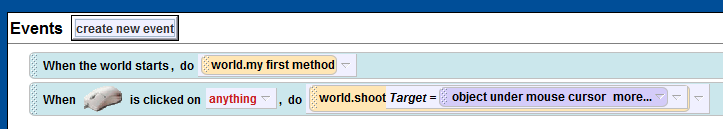 Events create new event
When the world starts, do world.my first method
When is clicked on anything, do world.shoot Target = object under mouse cursor more...